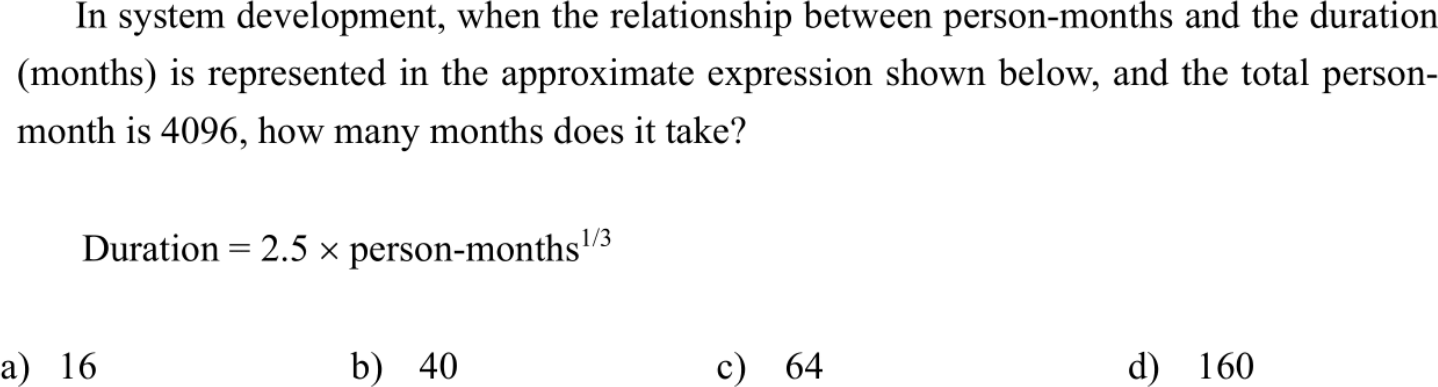 In system development, when the relationship between person-months and the duration
(months) is represented in the approximate expression shown below, and the total person-
month is 4096, how many months does it take?
Duration = 2.5 × person-months^1/3
a) 16 b) 40 c) 64 d) 160